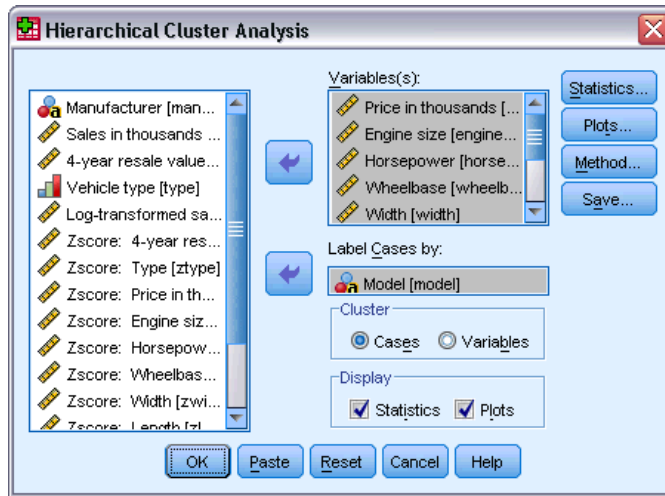 Hierarchical Cluster Analysis
Manufacturer [man...
Sales in thousands ...
4-year resale value...
Vehicle type [type]
Log-transformed sa...
Zscore: 4-year res...
Zscore: Type [ztype]
Zscore: Price in th...
Zscore: Engine siz...
Zscore: Horsepow...
Zscore: Wheelbas...
Zscore: Width [zwi...
Zscore: Length [zl...
Variables(s):
Price in thousands [...
Engine size [engine...
Horsepower [horse...
Wheelbase [wheelb...
Width [width]
Label Cases by:
Model [model]
Cluster
Cases
Variables
Display
Statistics
Plots
Statistics...
Plots...
Method...
Save...
OK
Paste
Reset
Cancel
Help